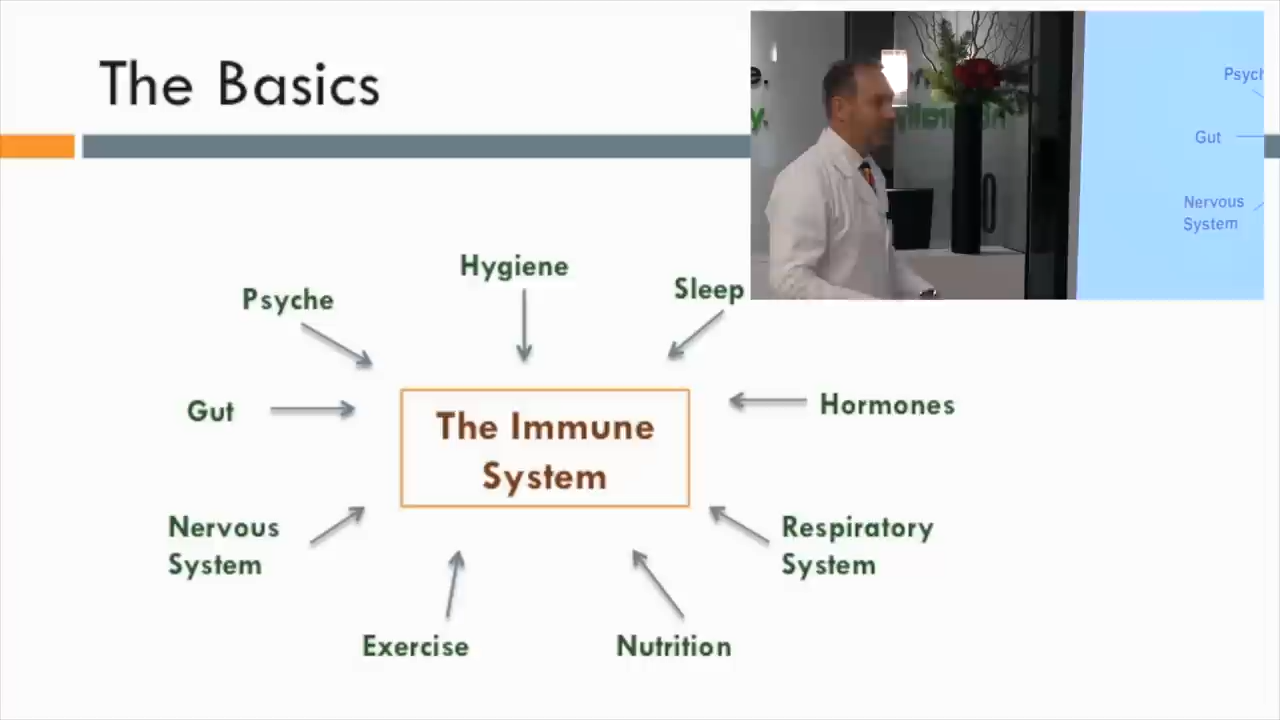 The Basics
Psyche
Hygiene
Sleep
Gut
The Immune
System
Hormones
Nervous
System
Respiratory
System
Exercise
Nutrition
Gut
Nervous
System